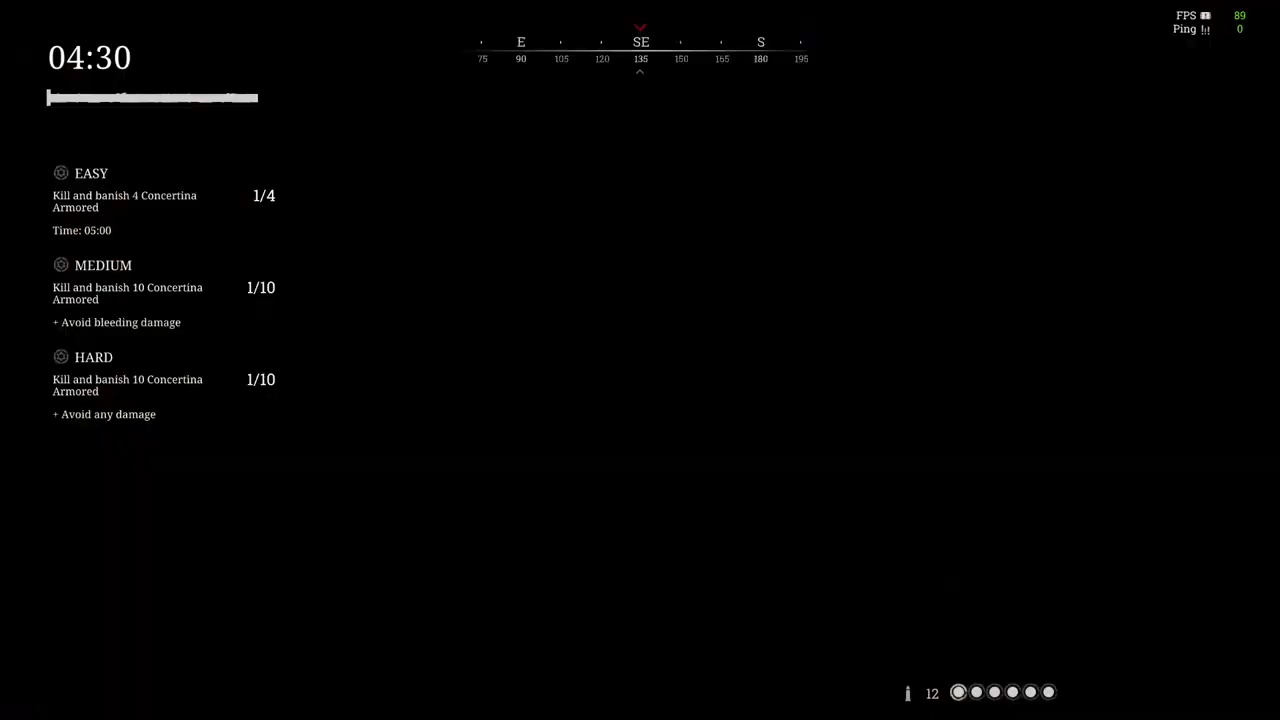 FPS 89
Ping 0
04:30
E SE S
75 90 105 120 135 150 165 180 195
EASY
Kill and banish 4 Concertina 1/4
Armored
Time: 05:00
MEDIUM
Kill and banish 10 Concertina 1/10
Armored
+ Avoid bleeding damage
HARD
Kill and banish 10 Concertina 1/10
Armored
+ Avoid any damage
12